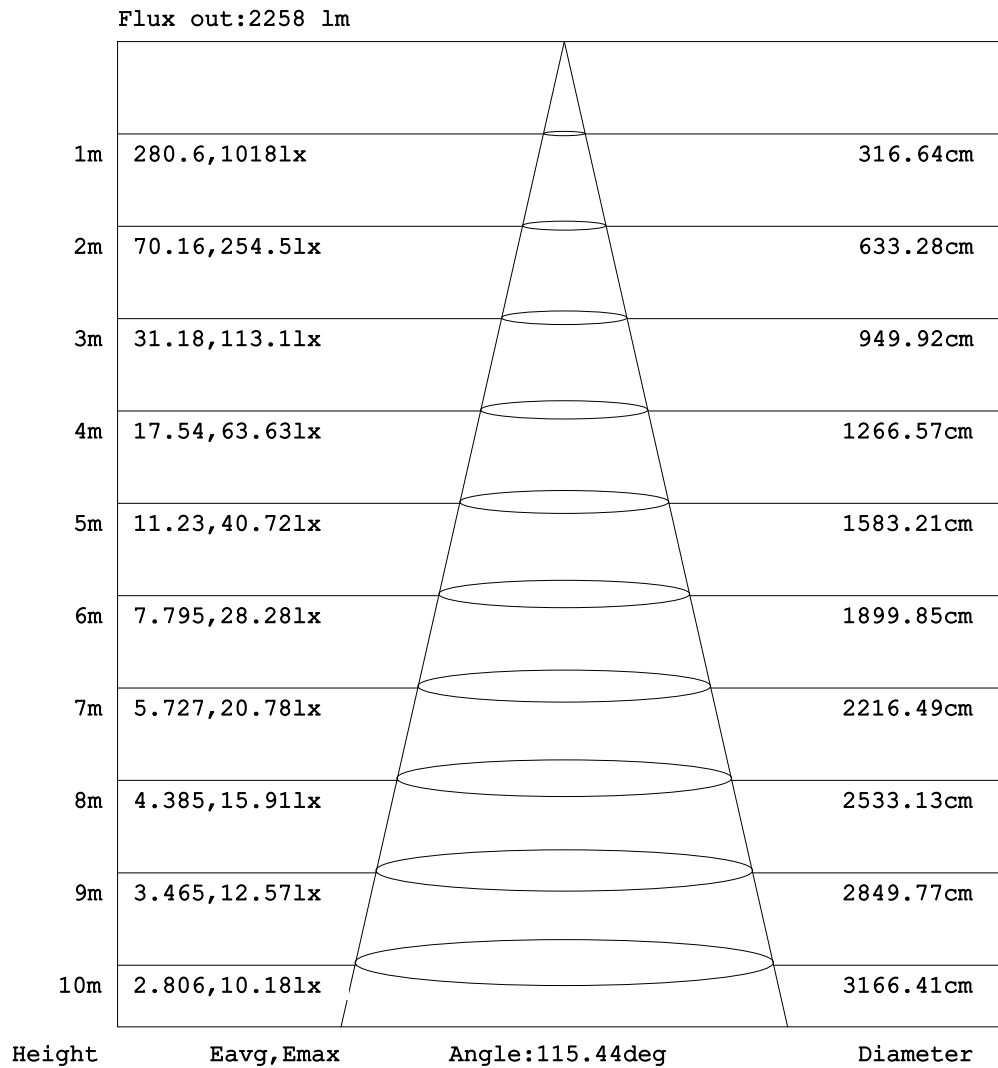 Flux out:2258 lm
1m 280.6,1018lx 316.64cm
2m 70.16,254.5lx 633.28cm
3m 31.18,113.1lx 949.92cm
4m 17.54,63.63lx 1266.57cm
5m 11.23,40.72lx 1583.21cm
6m 7.795,28.28lx 1899.85cm
7m 5.727,20.78lx 2216.49cm
8m 4.385,15.91lx 2533.13cm
9m 3.465,12.57lx 2849.77cm
10m 2.806,10.18lx 3166.41cm
Height Eavg,Emax Angle:115.44deg Diameter